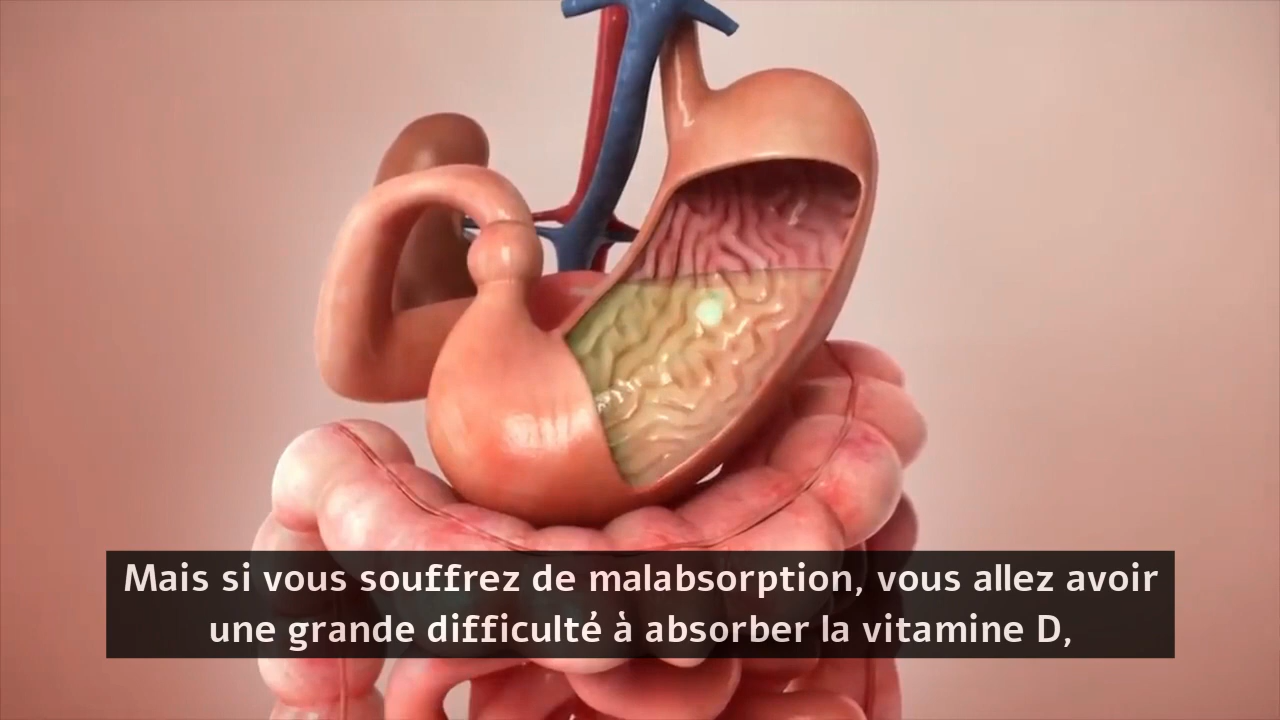 Mais si vous souffrez de malabsorption, vous allez avoir
une grande difficulté à absorber la vitamine D,